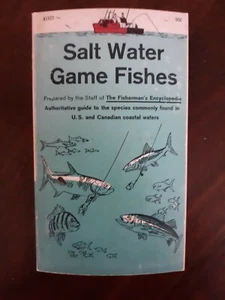 Salt Water
Game Fishes
Prepared by the Staff of The Fisherman's Encyclopedia
Authoritative guide to the species commonly found in
U.S. and Canadian coastal waters